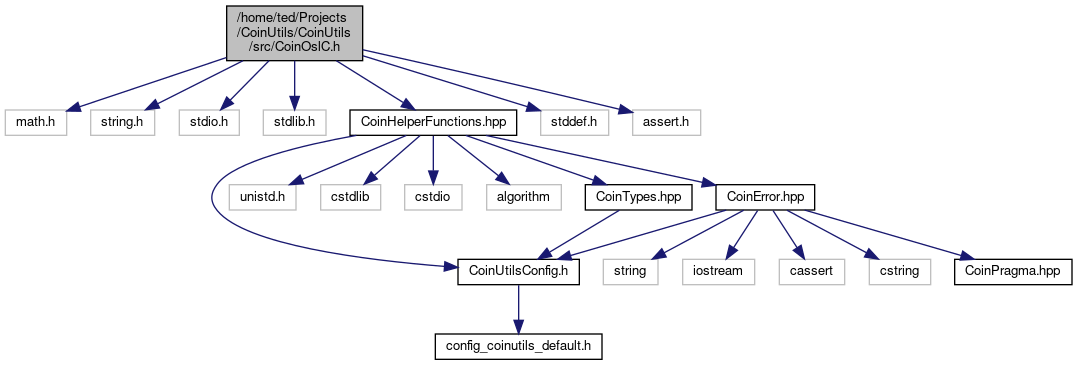 /home/ted/Projects
/CoinUtils/CoinUtils
/src/CoinOslC.h
math.h
string.h
stdio.h
stdlib.h
CoinHelperFunctions.hpp
stddef.h
assert.h
unistd.h
cstdlib
cstdio
algorithm
CoinTypes.hpp
CoinError.hpp
CoinUtilsConfig.h
string
iostream
cassert
cstring
CoinPragma.hpp
config_coinutils_default.h